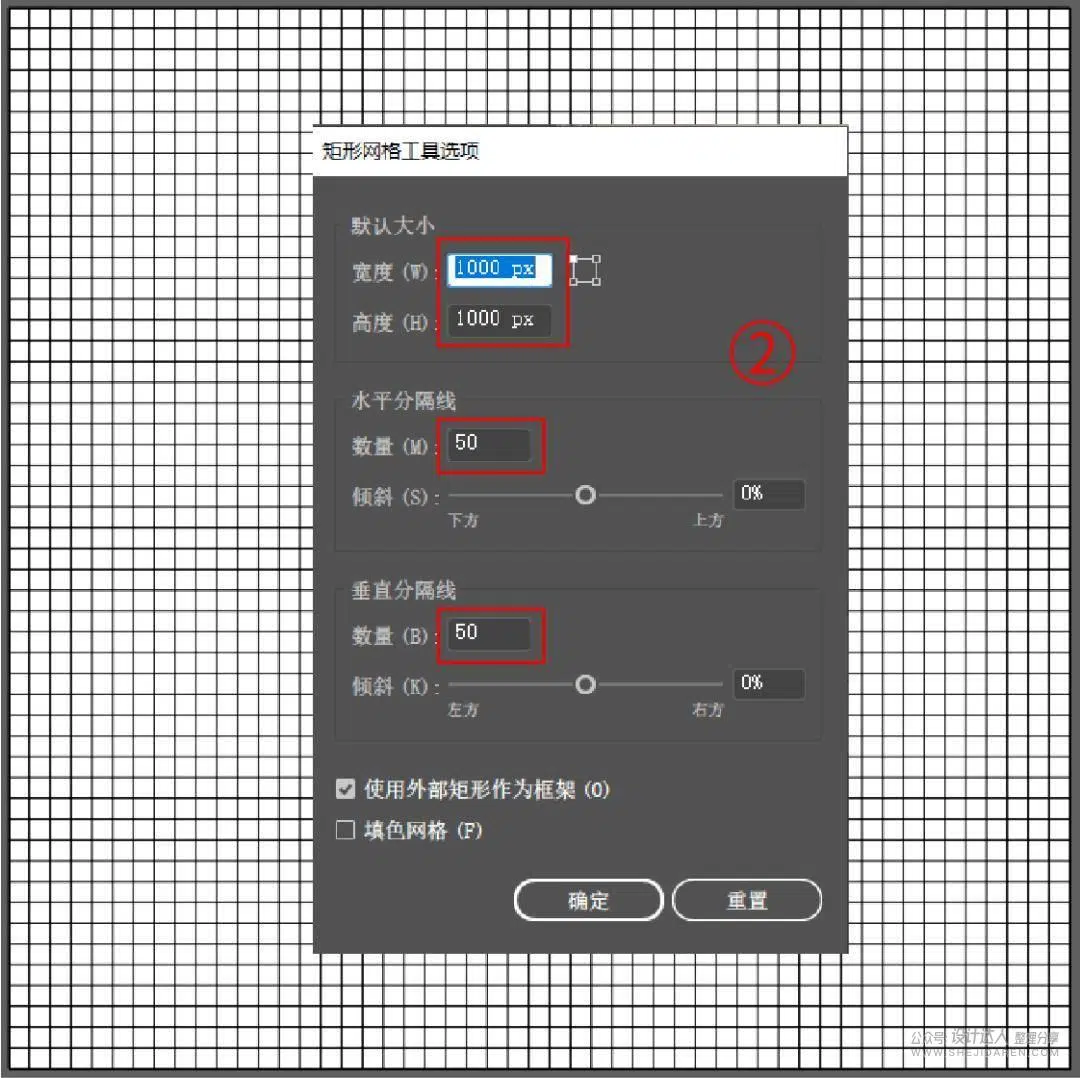 矩形网格工具选项
默认大小
宽度 (W): 1000 px
高度 (H): 1000 px
②
水平分隔线
数量 (M): 50
倾斜 (S): 0%
下方 上方
垂直分隔线
数量 (B): 50
倾斜 (K): 0%
左方 右方
使用外部矩形作为框架 (O)
填色网格 (F)
确定 重置
公众号 设计达人 整理分享
WWW.SHEJIDAREN.COM